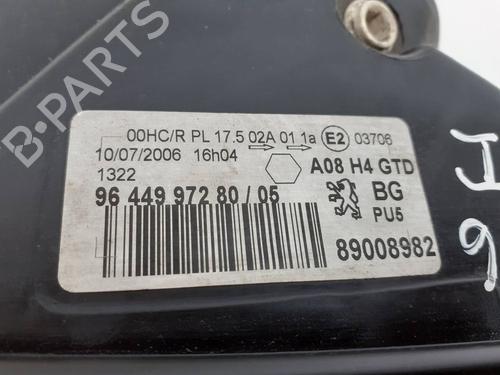 00HC/R PL 17.5 02A 01 1a E2 03706
10/07/2006 16h04 A08 H4 GTD
1322
96 449 972 80 / 05 BG
PU5
89008982
B-PARTS